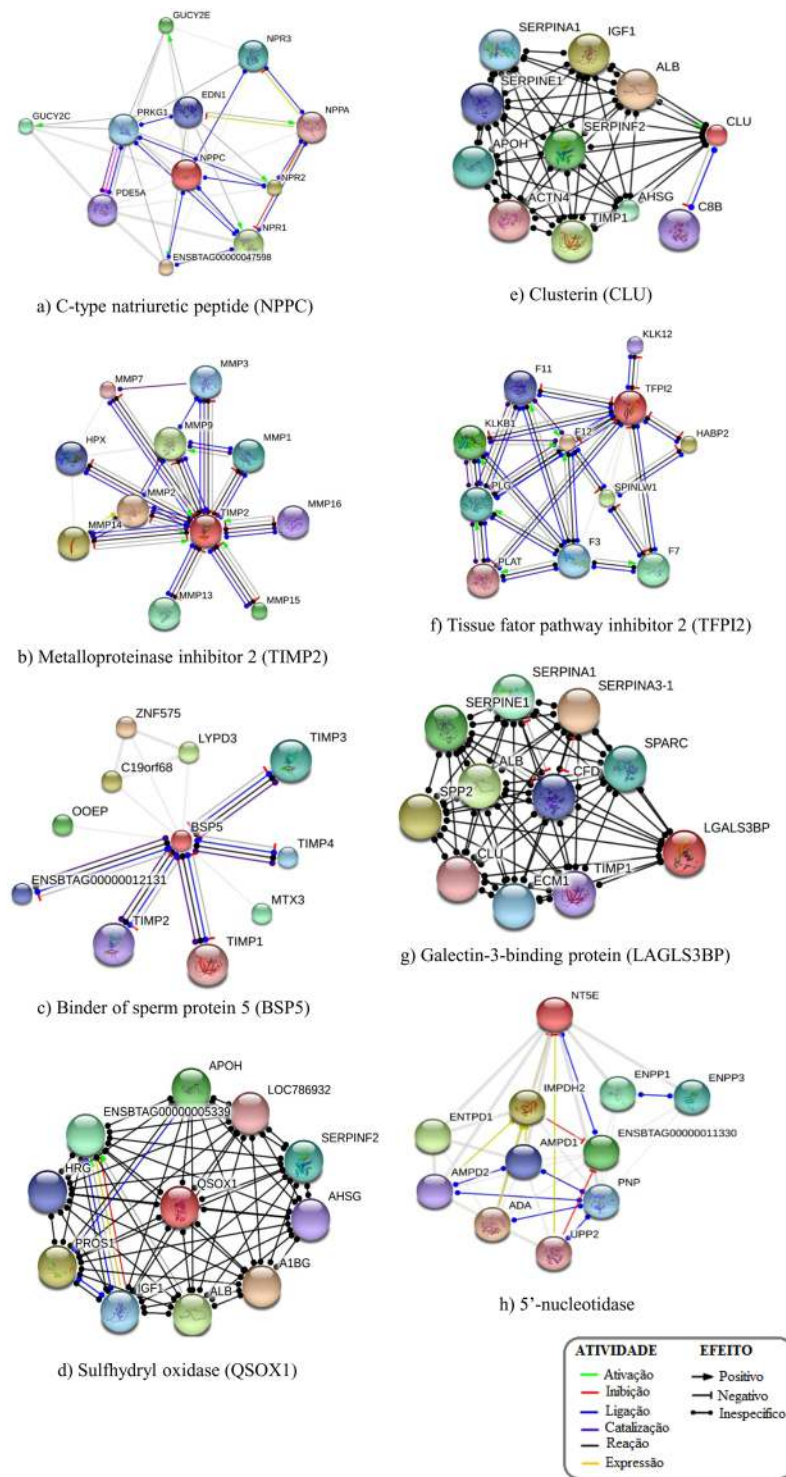 GUCY2E
NPR3
EDN1
PRKG1
GUCY2C
NPPA
NPPC
NPR2
PDE5A
NPR1
ENSBTAG00000047598
a) C-type natriuretic peptide (NPPC)
MMP3
MMP7
MMP9
HPX
MMP1
MMP2
TIMP2
MMP16
MMP14
MMP13
MMP15
b) Metalloproteinase inhibitor 2 (TIMP2)
ZNF575
LYPD3
TIMP3
C19orf68
OOEP
BSP5
TIMP4
ENSBTAG00000012131
MTX3
TIMP2
TIMP1
c) Binder of sperm protein 5 (BSP5)
APOH
LOC786932
ENSBTAG00000005339
SERPINF2
HRG
QSOX1
AHSG
PROS1
A1BG
IGF1
ALB
d) Sulfhydryl oxidase (QSOX1)
SERPINA1
IGF1
ALB
SERPINE1
SERPINF2
CLU
APOH
ACTN4
AHSG
C8B
TIMP1
e) Clusterin (CLU)
KLK12
F11
TFPI2
KLKB1
F12
HABP2
PLG
SPINLW1
F3
F7
PLAT
f) Tissue fator pathway inhibitor 2 (TFPI2)
SERPINA1
SERPINA3-1
SERPINE1
SPARC
ALB
CFD
SPP2
LGALS3BP
CLU
TIMP1
ECM1
g) Galectin-3-binding protein (LAGLS3BP)
NT5E
ENPP1
ENPP3
IMPDH2
ENTPD1
AMPD1
ENSBTAG00000011330
AMPD2
PNP
ADA
UPP2
h) 5’-nucleotidase
ATIVIDADE EFEITO
Ativação Positivo
Inibição Negativo
Ligação Inespecífico
Catalização
Reação
Expressão